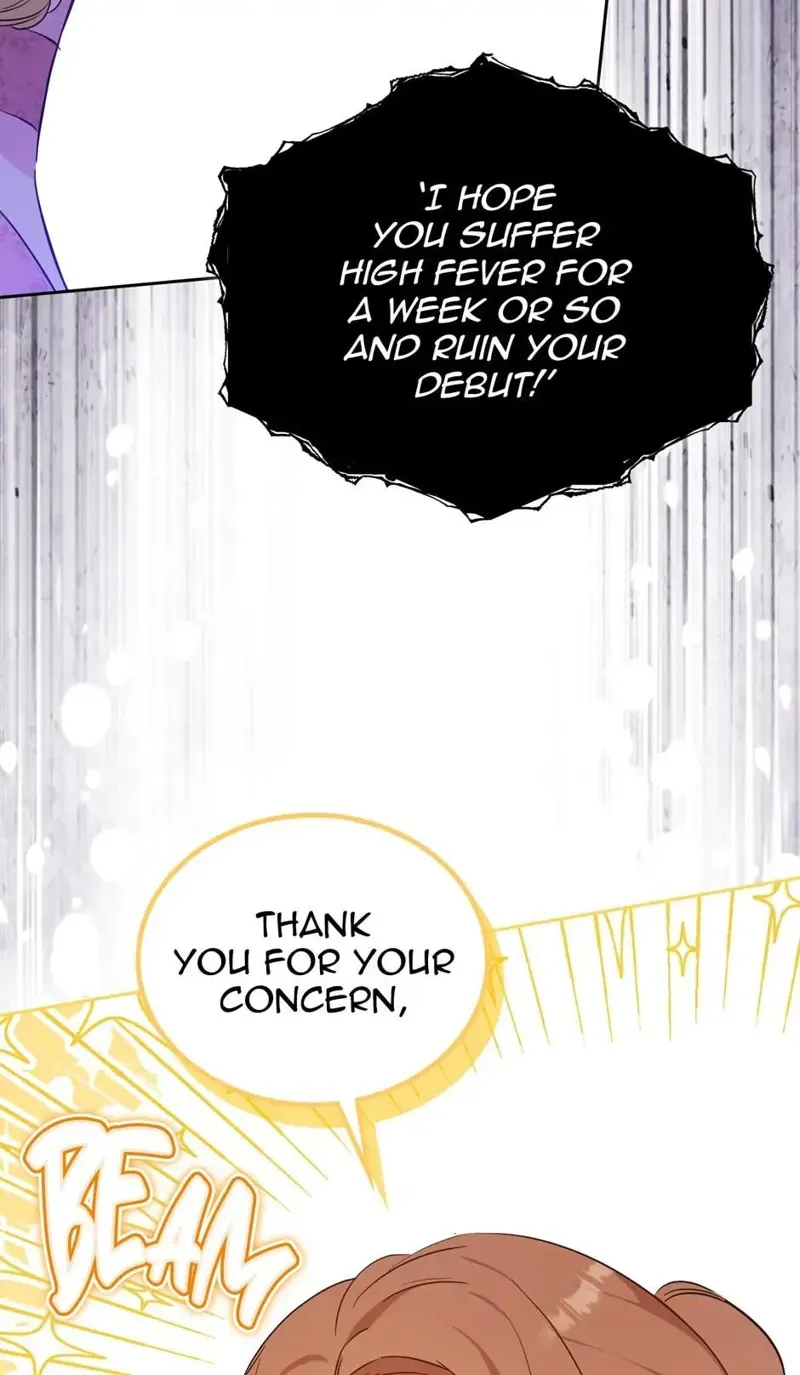 'I HOPE
YOU SUFFER
HIGH FEVER FOR
A WEEK OR SO
AND RUIN YOUR
DEBUT!'
THANK
YOU FOR YOUR
CONCERN,
BEAM